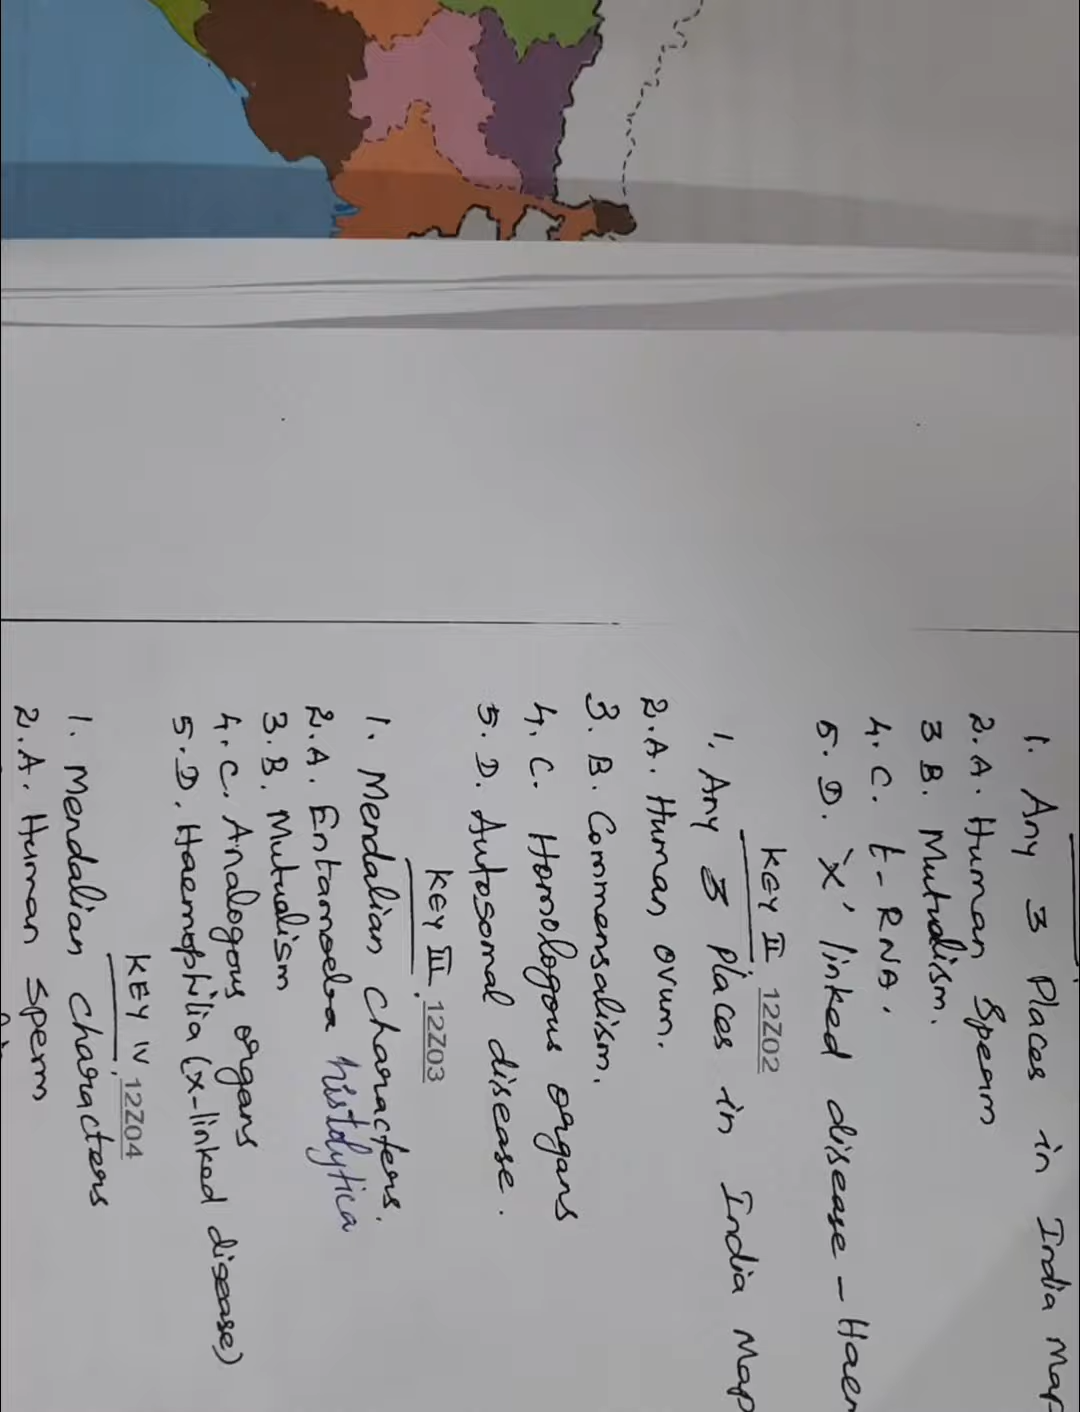 1. Any 3 Places in India Map
2. A. Human Sperm
3 B. Mutualism.
4. C. t-RNA.
5. D. 'X' linked disease - Haem
KEY II 12Z02
1. Any 3 places in India Map
2. A. Human ovum.
3. B. Commensalism.
4. C. Homologous organs
5. D. Autosomal disease.
KEY III. 12Z03
1. Mendalian Characters.
2. A. Entamoeba histolytica
3. B. Mutualism
4. C. Analogous organs
5. D. Haemophilia (x-linked disease)
KEY IV. 12Z04
1. Mendalian characters
2. A. Human Sperm